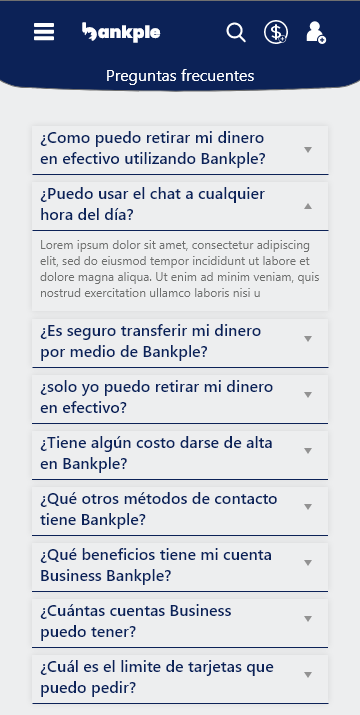 bankple
Preguntas frecuentes
¿Como puedo retirar mi dinero
en efectivo utilizando Bankple?
¿Puedo usar el chat a cualquier
hora del día?
Lorem ipsum dolor sit amet, consectetur adipiscing
elit, sed do eiusmod tempor incididunt ut labore et
dolore magna aliqua. Ut enim ad minim veniam, quis
nostrud exercitation ullamco laboris nisi u
¿Es seguro transferir mi dinero
por medio de Bankple?
¿solo yo puedo retirar mi dinero
en efectivo?
¿Tiene algún costo darse de alta
en Bankple?
¿Qué otros métodos de contacto
tiene Bankple?
¿Qué beneficios tiene mi cuenta
Business Bankple?
¿Cuántas cuentas Business
puedo tener?
¿Cuál es el limite de tarjetas que
puedo pedir?